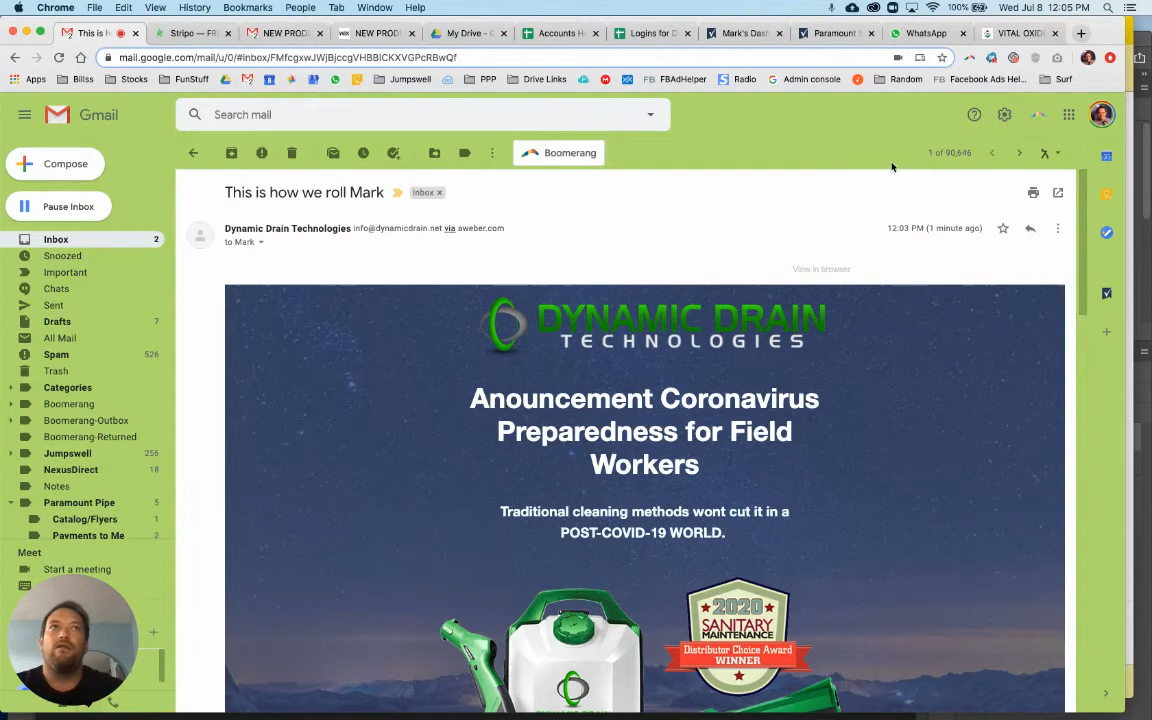 Chrome File Edit View History Bookmarks People Tab Window Help 100% Wed Jul 8 12:05 PM
This is h Stripo — FRE NEW PROD NEW PROD My Drive - G Accounts H Logins for D Mark's Dash Paramount S WhatsApp VITAL OXIDE
mail.google.com/mail/u/0/#inbox/FMfcgxwJWjBjccgVHBBlCKXVGPcRBwQf
Apps Billss Stocks FunStuff Jumpswell PPP Drive Links FBAdHelper Radio Admin console Random Facebook Ads Hel... Surf
Gmail
Search mail
Compose
Boomerang
1 of 90,646
Pause Inbox
This is how we roll Mark
Inbox x
Dynamic Drain Technologies info@dynamicdrain.net via aweber.com
12:03 PM (1 minute ago)
to Mark
View in browser
Inbox 2
Snoozed
Important
Chats
Sent
Drafts 7
All Mail
Spam 526
Trash
Categories
Boomerang
Boomerang-Outbox
Boomerang-Returned
Jumpswell 256
NexusDirect 18
Notes
Paramount Pipe 5
Catalog/Flyers 1
Payments to Me 2
Meet
Start a meeting
DYNAMIC DRAIN
TECHNOLOGIES
Anouncement Coronavirus
Preparedness for Field
Workers
Traditional cleaning methods wont cut it in a
POST-COVID-19 WORLD.
2020
SANITARY
MAINTENANCE
Distributor Choice Award
WINNER